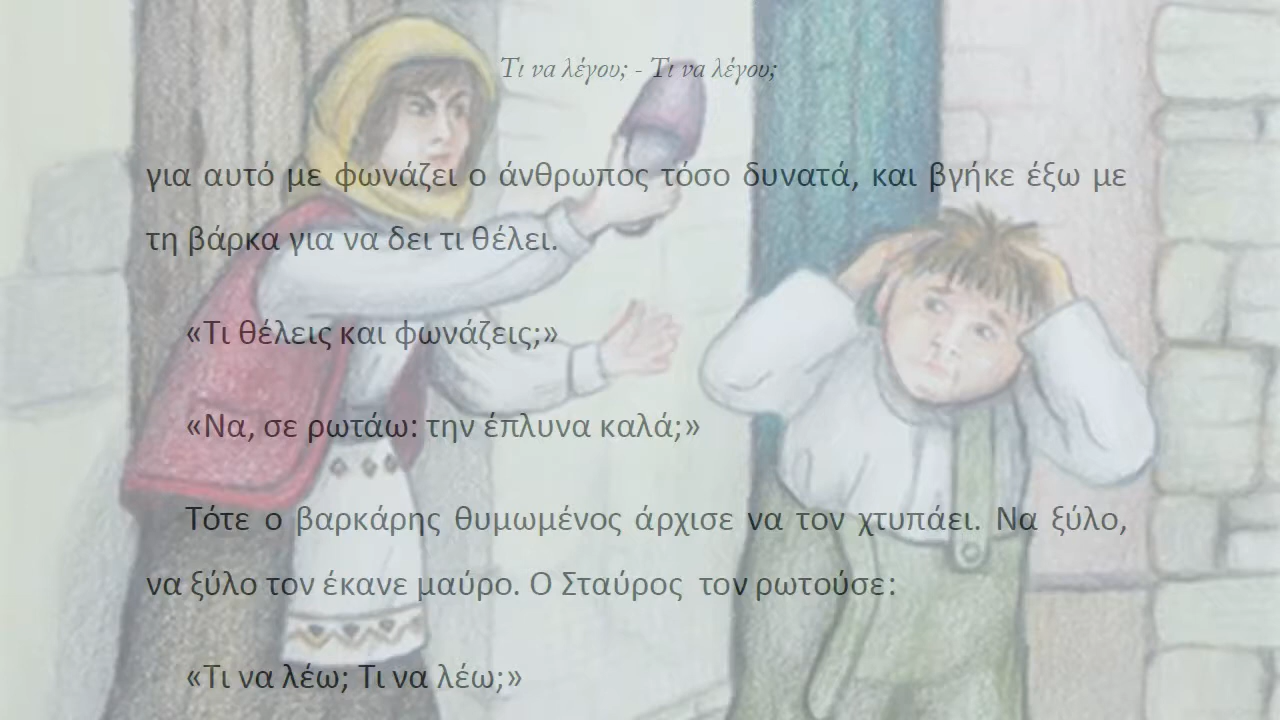 Τι να λέγου; - Τι να λέγου;
για αυτό με φωνάζει ο άνθρωπος τόσο δυνατά, και βγήκε έξω με
τη βάρκα για να δει τι θέλει.
«Τι θέλεις και φωνάζεις;»
«Να, σε ρωτάω: την έπλυνα καλά;»
Τότε ο βαρκάρης θυμωμένος άρχισε να τον χτυπάει. Να ξύλο,
να ξύλο τον έκανε μαύρο. Ο Σταύρος τον ρωτούσε:
«Τι να λέω; Τι να λέω;»